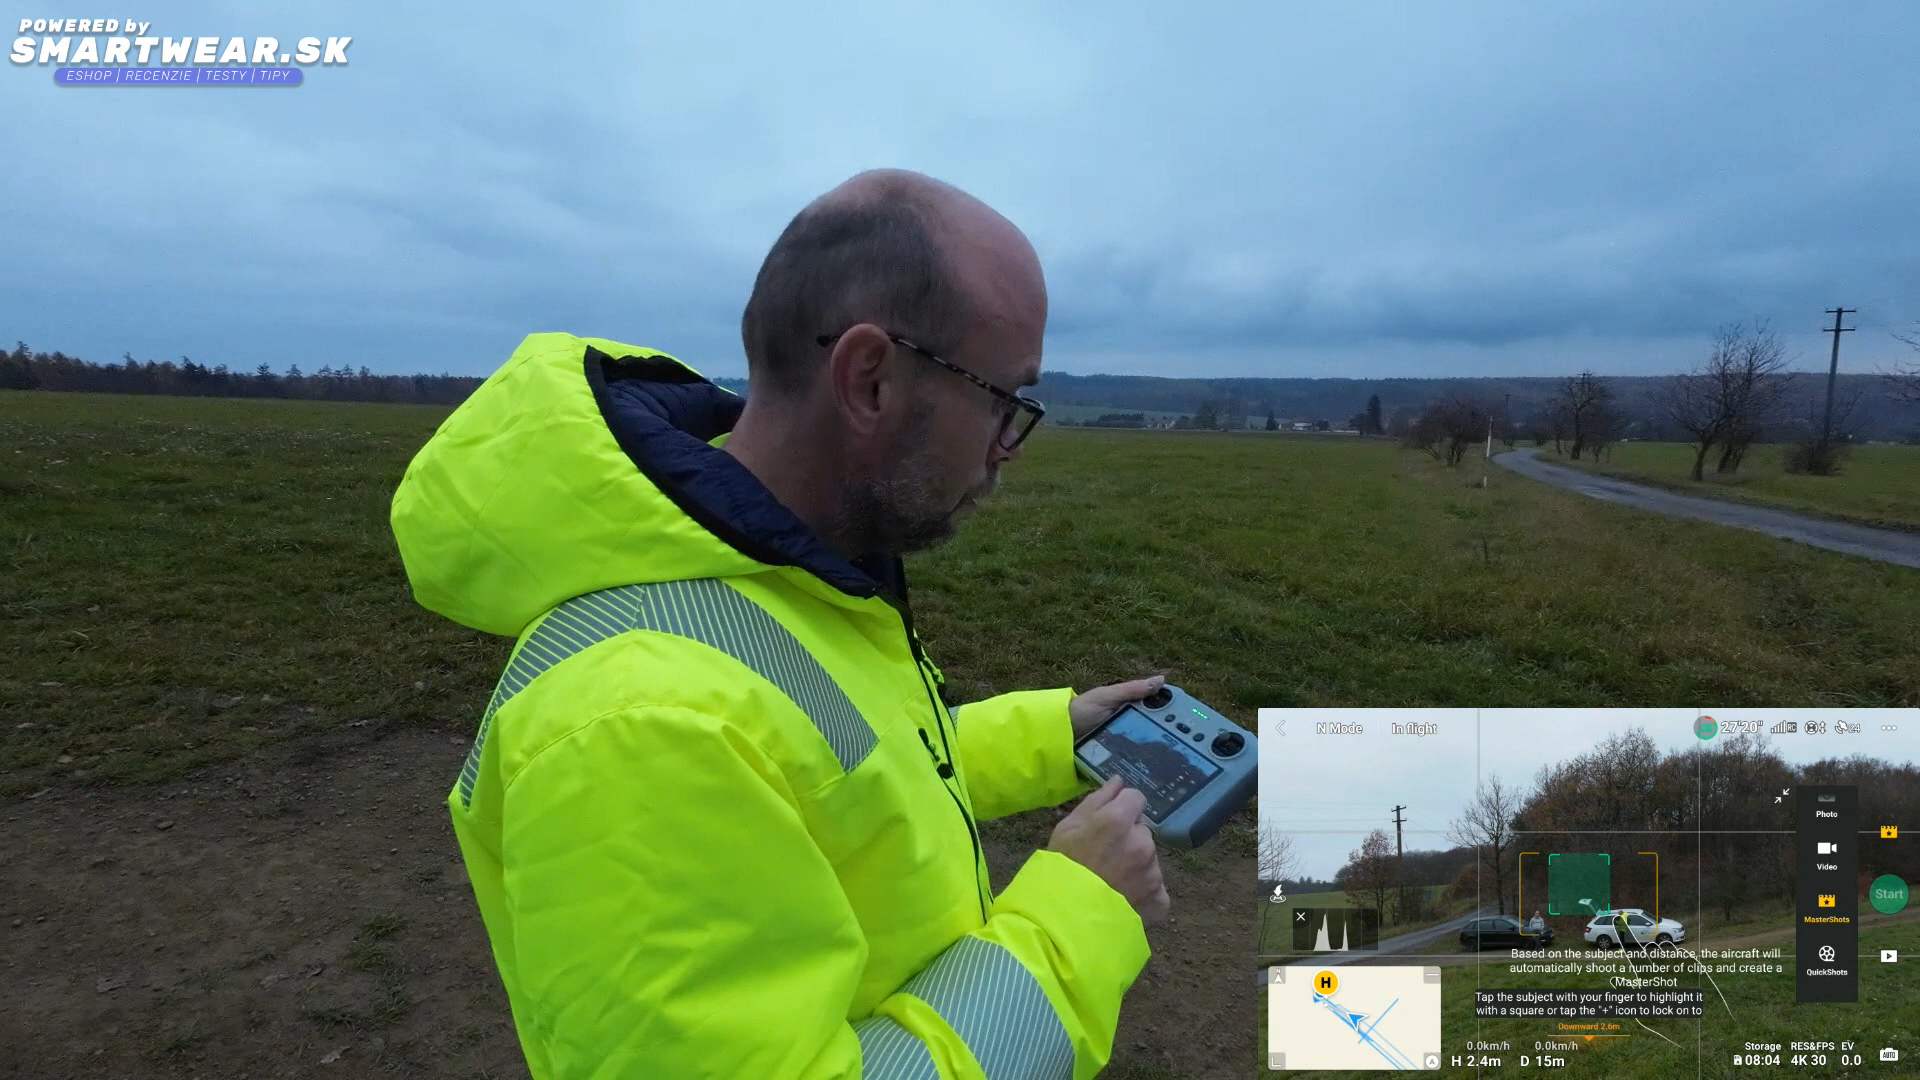 POWERED by
SMARTWEAR.SK
ESHOP | RECENZIE | TESTY | TIPY
N Mode
In flight
27'20"
24
Photo
Video
MasterShots
QuickShots
Start
Based on the subject and distance, the aircraft will
automatically shoot a number of clips and create a
MasterShot
Tap the subject with your finger to highlight it
with a square or tap the "+" icon to lock on to
Downward 2.6m
H
N
0.0km/h
0.0km/h
H 2.4m
D 15m
Storage
RES&FPS
EV
08:04
4K 30
0.0
AUTO